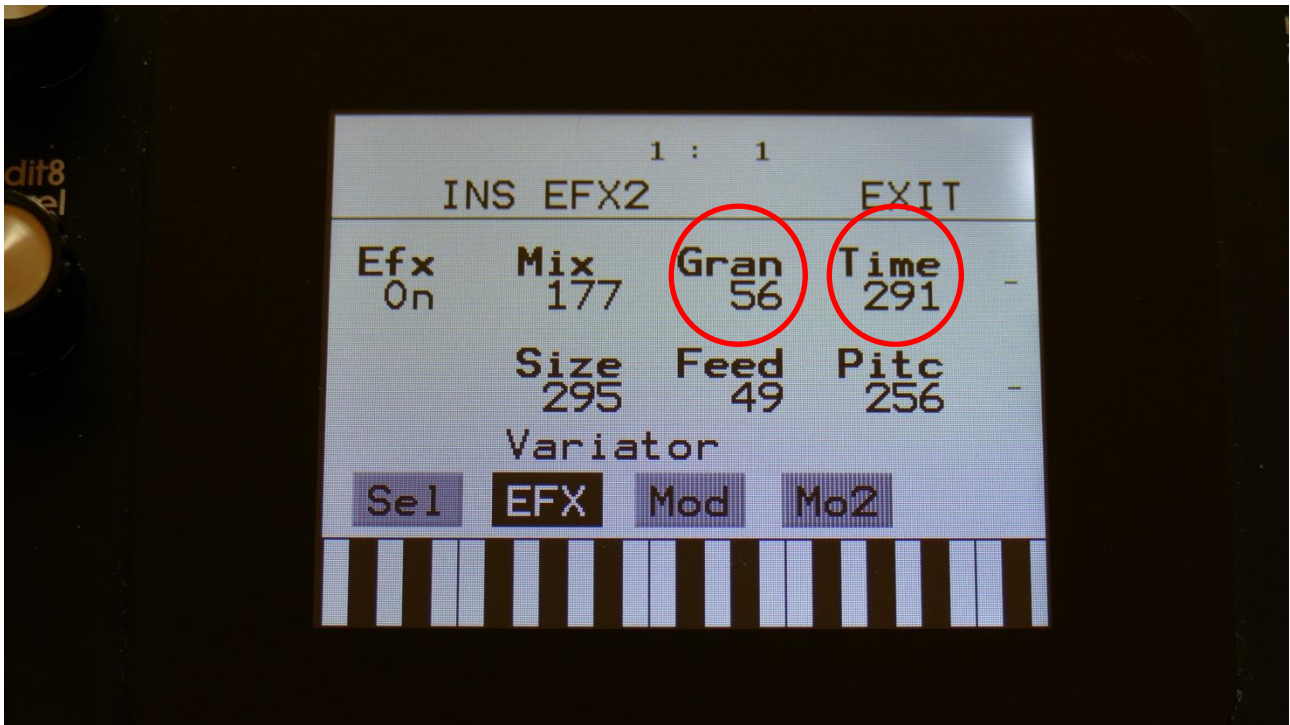 1 : 1
INS EFX2 EXIT
Efx Mix Gran Time
On 177 56 291
Size Feed Pitc
295 49 256
Variator
Sel EFX Mod Mo2
dit8